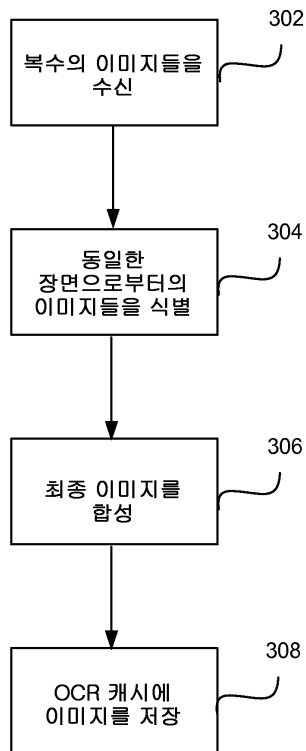 302
복수의 이미지들을
수신
304
동일한
장면으로부터의
이미지들을 식별
306
최종 이미지를
합성
308
OCR 캐시에
이미지를 저장